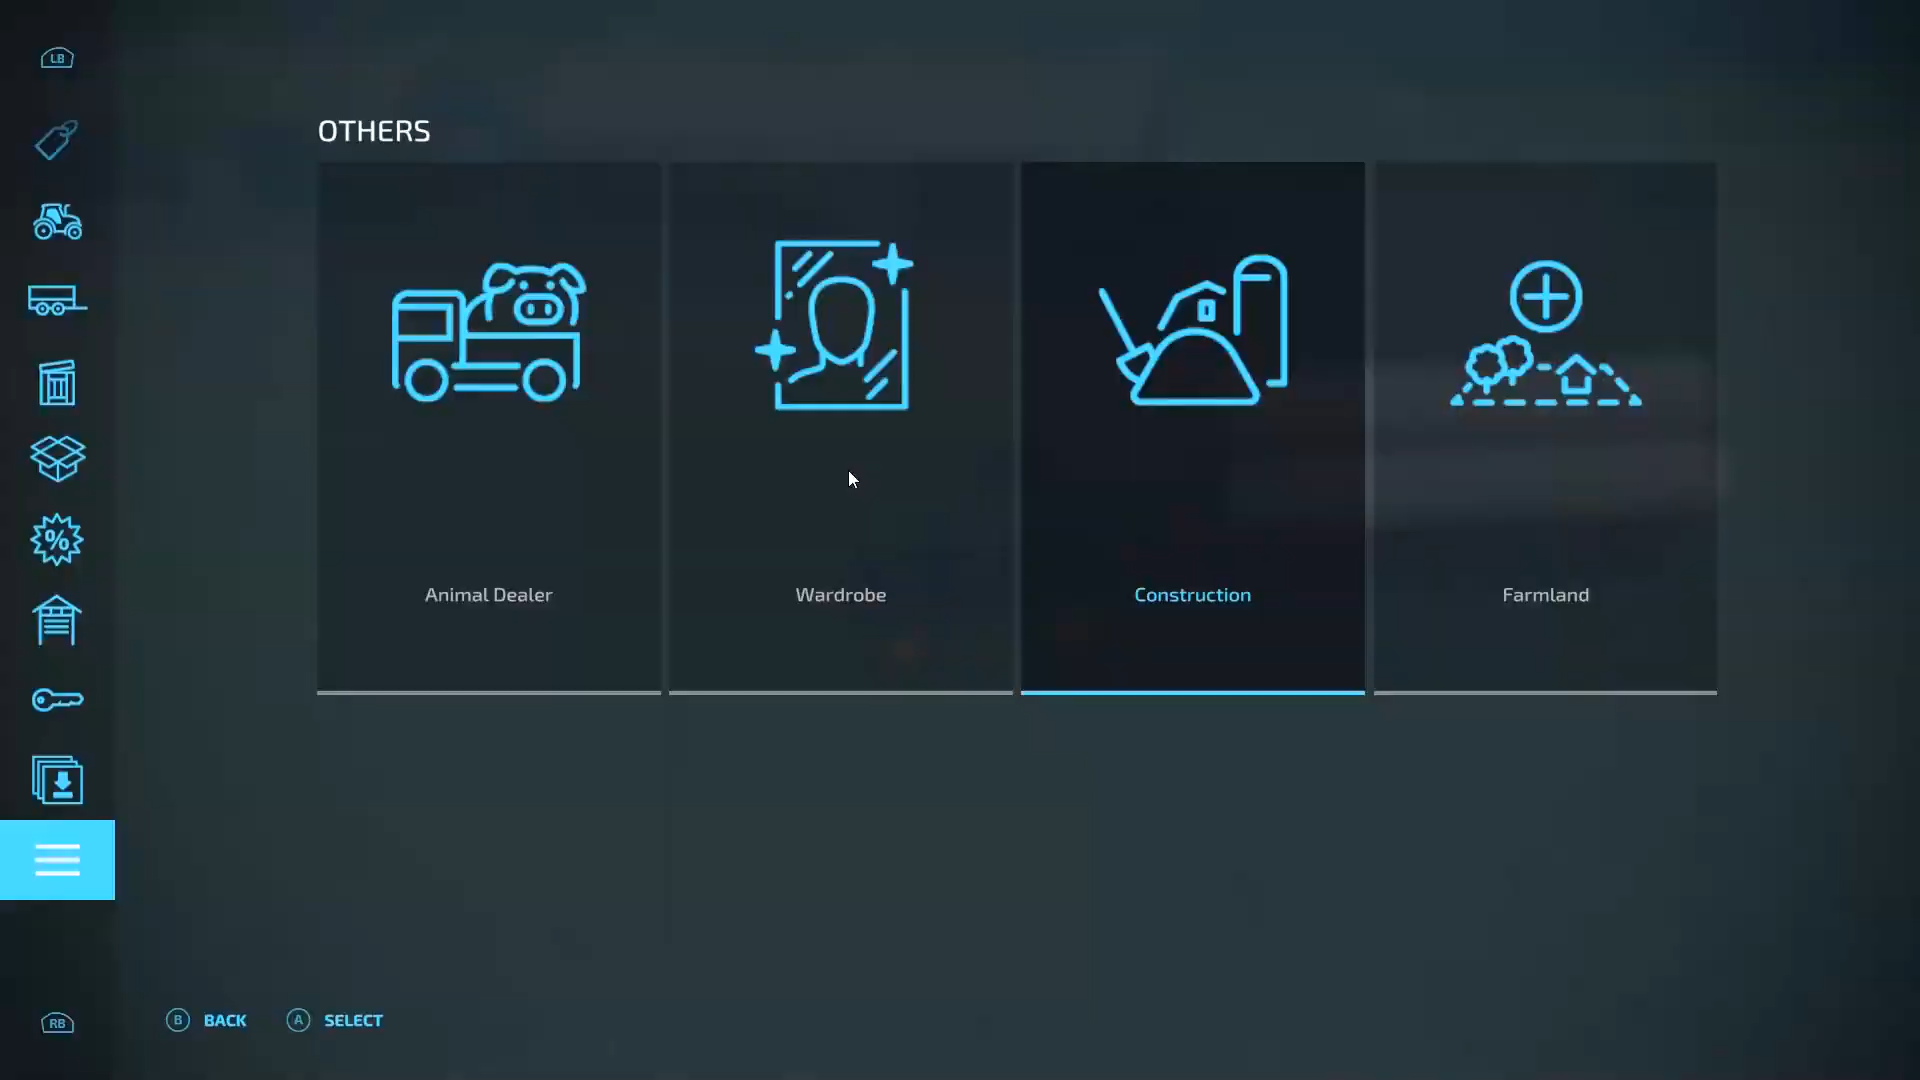 LB
OTHERS
%
Animal Dealer
Wardrobe
Construction
Farmland
RB
B BACK A SELECT